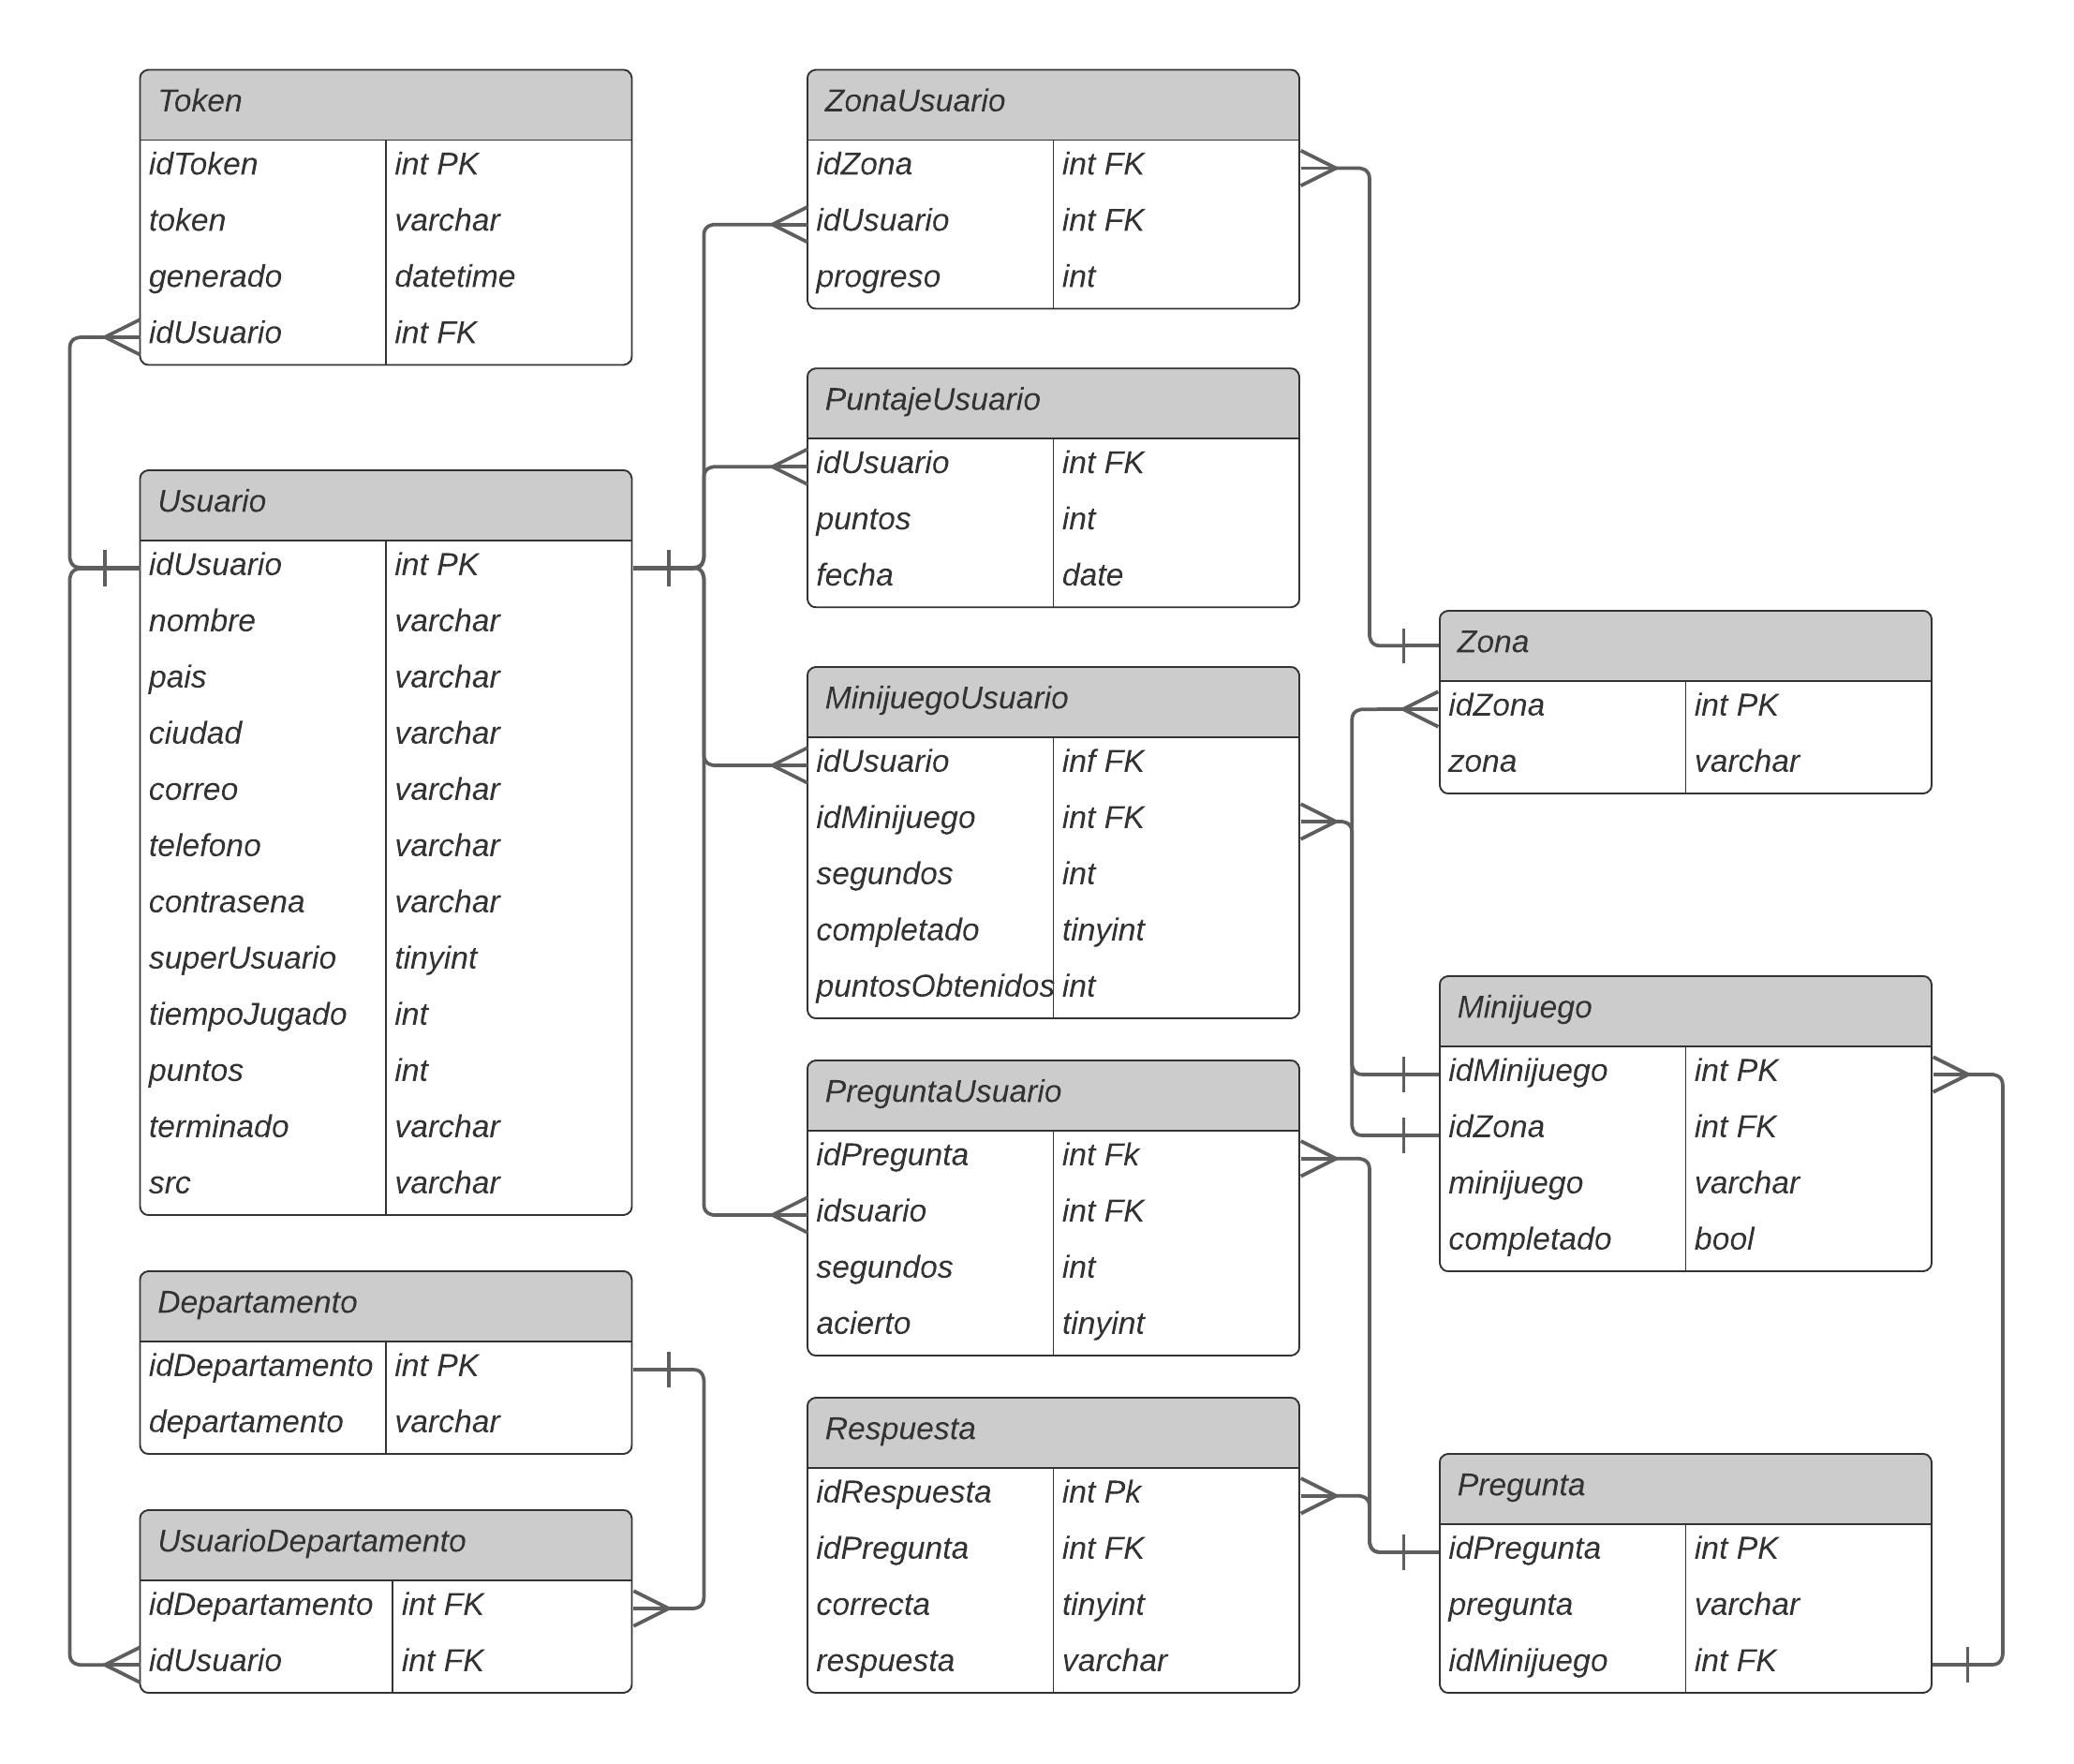 Token
idToken int PK
token varchar
generado datetime
idUsuario int FK
Usuario
idUsuario int PK
nombre varchar
pais varchar
ciudad varchar
correo varchar
telefono varchar
contrasena varchar
superUsuario tinyint
tiempoJugado int
puntos int
terminado varchar
src varchar
Departamento
idDepartamento int PK
departamento varchar
UsuarioDepartamento
idDepartamento int FK
idUsuario int FK
ZonaUsuario
idZona int FK
idUsuario int FK
progreso int
PuntajeUsuario
idUsuario int FK
puntos int
fecha date
MinijuegoUsuario
idUsuario inf FK
idMinijuego int FK
segundos int
completado tinyint
puntosObtenidos int
PreguntaUsuario
idPregunta int Fk
idsuario int FK
segundos int
acierto tinyint
Respuesta
idRespuesta int Pk
idPregunta int FK
correcta tinyint
respuesta varchar
Zona
idZona int PK
zona varchar
Minijuego
idMinijuego int PK
idZona int FK
minijuego varchar
completado bool
Pregunta
idPregunta int PK
pregunta varchar
idMinijuego int FK